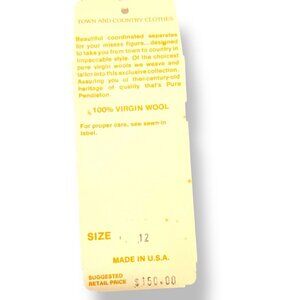 TOWN AND COUNTRY CLOTHES
Beautiful coordinated separates
for your misses figure... designed
to take you from town to country in
impeccable style. Of the choicest
pure virgin wools we weave and
tailor into this exclusive collection.
Assuring you of the century-old
heritage of quality that's Pure
Pendleton.
100% VIRGIN WOOL
For proper care, see sewn-in
label.
SIZE 12
MADE IN U.S.A.
SUGGESTED
RETAIL PRICE $150.00